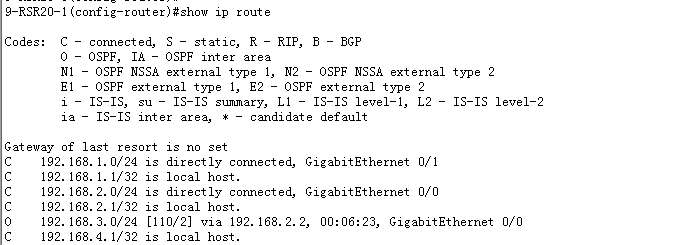 9-RSR20-1(config-router)#show ip route
Codes:  C - connected, S - static, R - RIP, B - BGP
O - OSPF, IA - OSPF inter area
N1 - OSPF NSSA external type 1, N2 - OSPF NSSA external type 2
E1 - OSPF external type 1, E2 - OSPF external type 2
i - IS-IS, su - IS-IS summary, L1 - IS-IS level-1, L2 - IS-IS level-2
ia - IS-IS inter area, * - candidate default
Gateway of last resort is no set
C    192.168.1.0/24 is directly connected, GigabitEthernet 0/1
C    192.168.1.1/32 is local host.
C    192.168.2.0/24 is directly connected, GigabitEthernet 0/0
C    192.168.2.1/32 is local host.
O    192.168.3.0/24 [110/2] via 192.168.2.2, 00:06:23, GigabitEthernet 0/0
C    192.168.4.1/32 is local host.